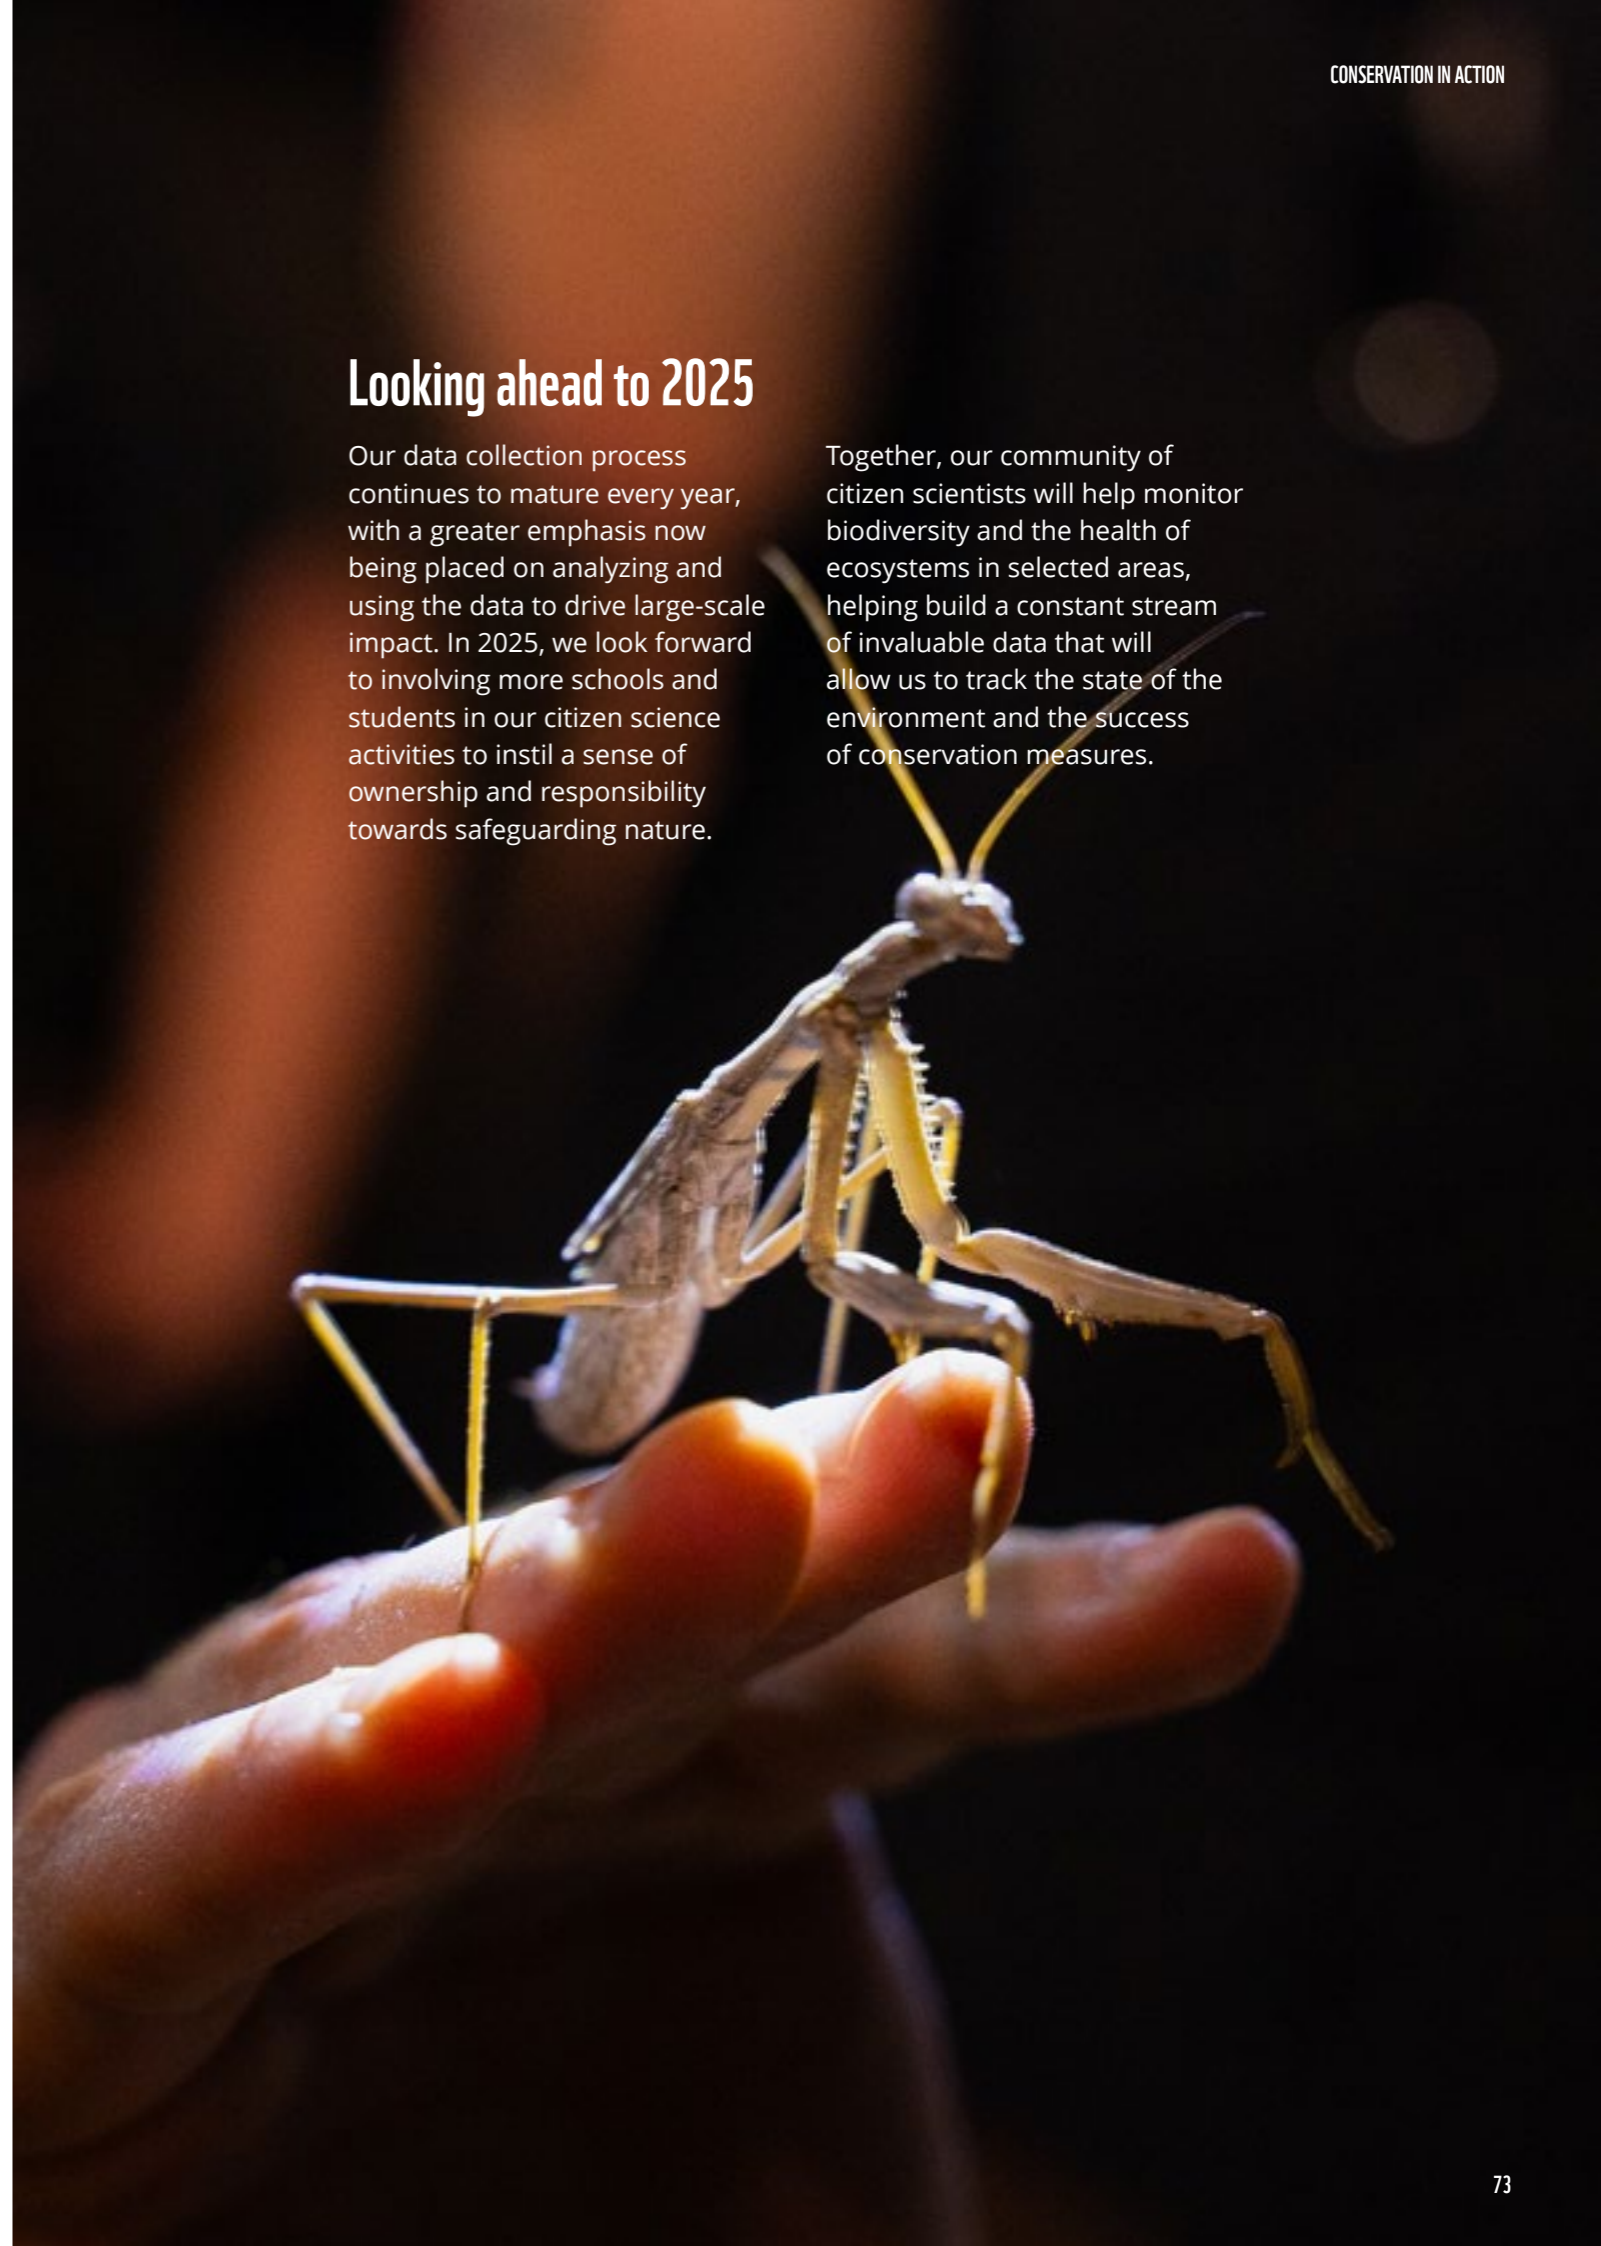 CONSERVATION IN ACTION
Looking ahead to 2025
Our data collection process
continues to mature every year,
with a greater emphasis now
being placed on analyzing and
using the data to drive large-scale
impact. In 2025, we look forward
to involving more schools and
students in our citizen science
activities to instil a sense of
ownership and responsibility
towards safeguarding nature.
Together, our community of
citizen scientists will help monitor
biodiversity and the health of
ecosystems in selected areas,
helping build a constant stream
of invaluable data that will
allow us to track the state of the
environment and the success
of conservation measures.
73